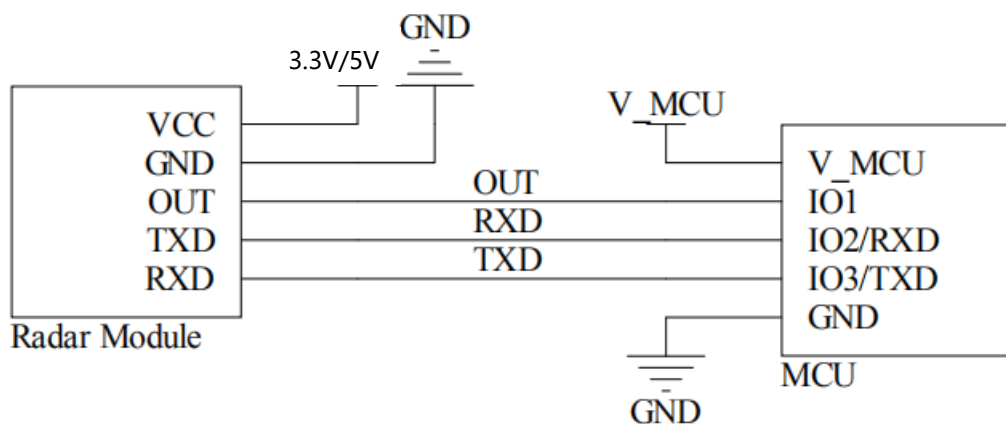 GND
3.3V/5V
V_MCU
VCC
GND
OUT
TXD
RXD
Radar Module
OUT
RXD
TXD
V_MCU
IO1
IO2/RXD
IO3/TXD
GND
MCU
GND